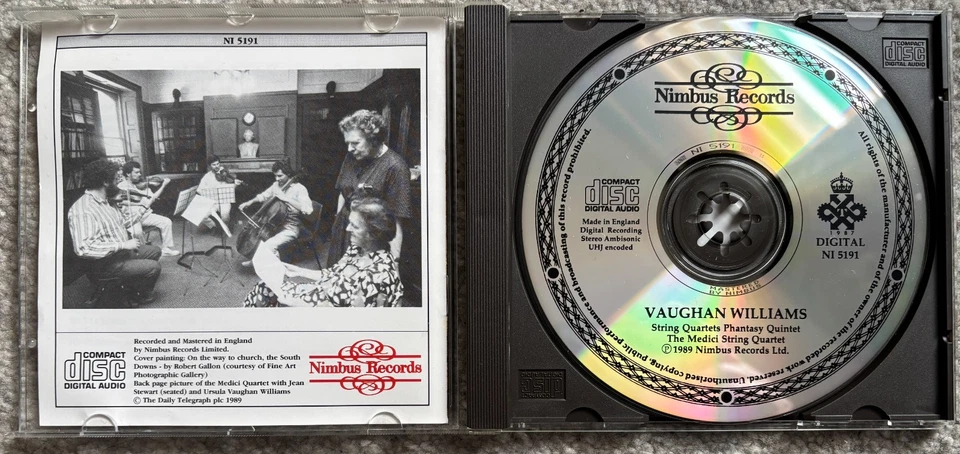 NI 5191
COMPACT
disc
DIGITAL AUDIO
Recorded and Mastered in England
by Nimbus Records Limited.
Cover painting: On the way to church, the South
Downs - by Robert Gallon (courtesy of Fine Art
Photographic Gallery)
Back page picture of the Medici Quartet with Jean
Stewart (seated) and Ursula Vaughan Williams
© The Daily Telegraph plc 1989
Nimbus Records
Nimbus Records
NI 5191
COMPACT
disc
DIGITAL AUDIO
Made in England
Digital Recording
Stereo Ambisonic
UHJ encoded
1987
DIGITAL
NI 5191
MASTERED
BY NIMBUS
VAUGHAN WILLIAMS
String Quartets Phantasy Quintet
The Medici String Quartet
℗ 1989 Nimbus Records Ltd.
All rights of the manufacturer and of the owner of the recorded work reserved. Unauthorised copying, public performance and broadcasting of this record prohibited.
COMPACT
disc
DIGITAL AUDIO